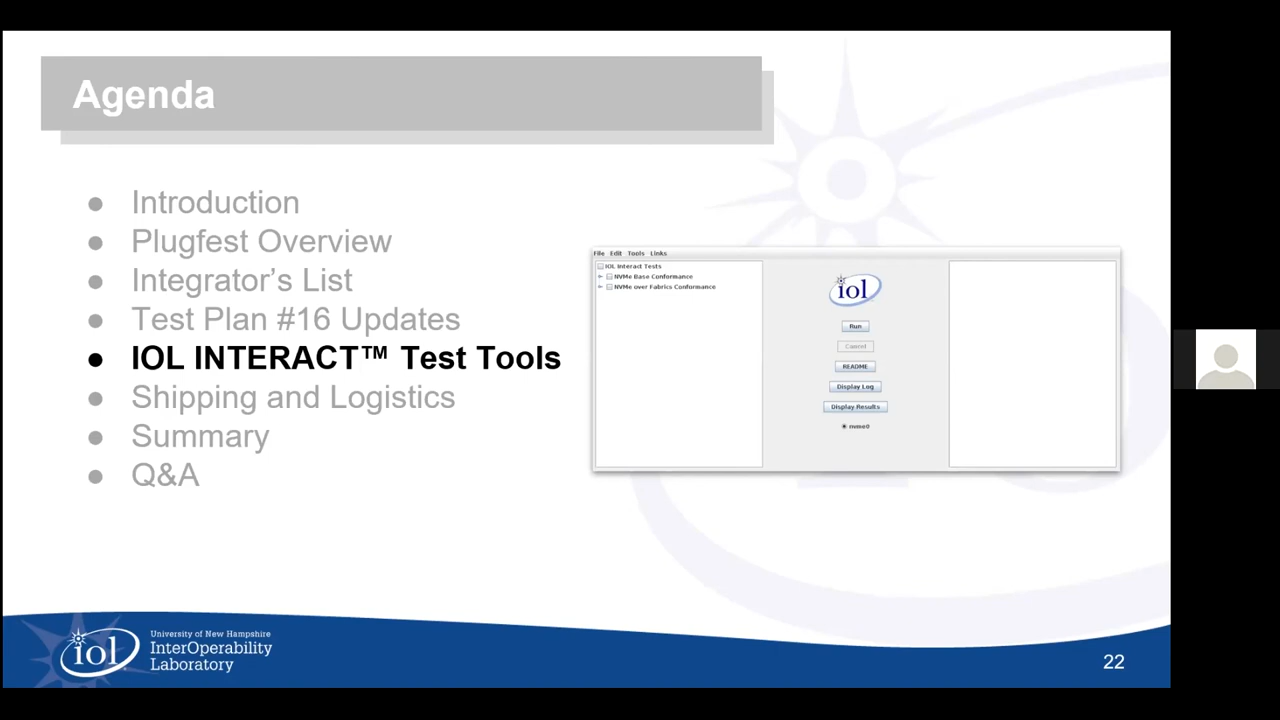 Agenda
● Introduction
● Plugfest Overview
● Integrator's List
● Test Plan #16 Updates
● IOL INTERACT™ Test Tools
● Shipping and Logistics
● Summary
● Q&A
File Edit Tools Links
IOL Interact Tests
NVMe Base Conformance
NVMe over Fabrics Conformance
iol
Run
Cancel
README
Display Log
Display Results
nvme0
iol
University of New Hampshire
InterOperability
Laboratory
22